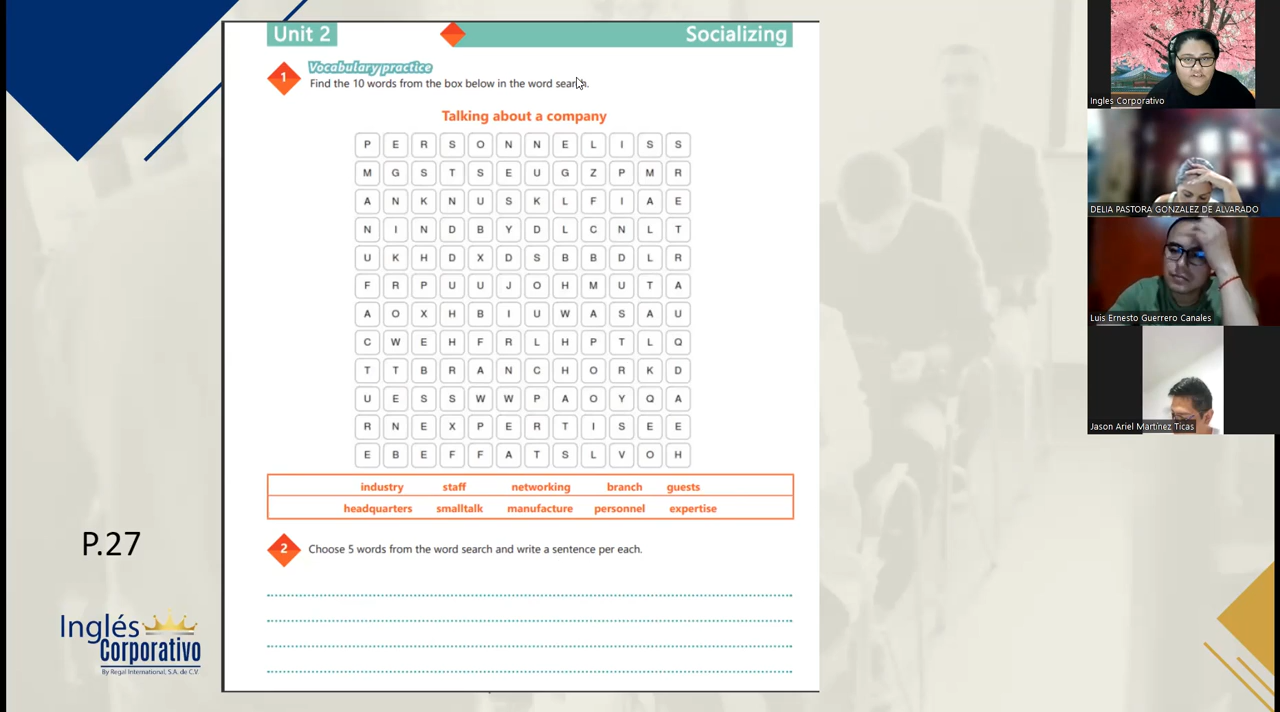 Unit 2
Socializing
1
Vocabulary practice
Find the 10 words from the box below in the word search.
Talking about a company
P E R S O N N E L I S S
M G S T S E U G Z P M R
A N K N U S K L F I A E
N I N D B Y D L C N L T
U K H D X D S B B D L R
F R P U U J O H M U T A
A O X H B I U W A S A U
C W E H F R L H P T L Q
T T B R A N C H O R K D
U E S S W W P A O Y Q A
R N E X P E R T I S E E
E B E F F A T S L V O H
industry staff networking branch guests
headquarters smalltalk manufacture personnel expertise
2
Choose 5 words from the word search and write a sentence per each.
P.27
Inglés
Corporativo
By Regal International, S.A. de C.V.
Ingles Corporativo
DELIA PASTORA GONZALEZ DE ALVARADO
Luis Ernesto Guerrero Canales
Jason Ariel Martínez Ticas